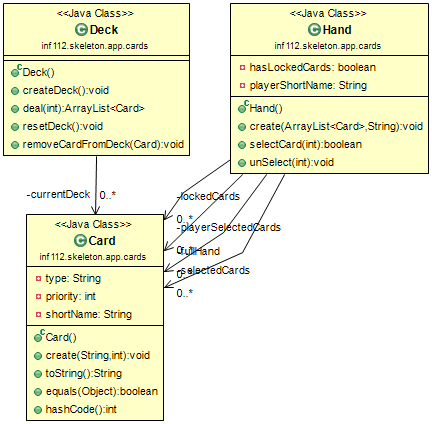 <<Java Class>>
Deck
inf112.skeleton.app.cards
Deck()
createDeck():void
deal(int):ArrayList<Card>
resetDeck():void
removeCardFromDeck(Card):void
<<Java Class>>
Hand
inf112.skeleton.app.cards
hasLockedCards: boolean
playerShortName: String
Hand()
create(ArrayList<Card>,String):void
selectCard(int):boolean
unSelect(int):void
-currentDeck
0..*
-lockedCards
0..*
-playerSelectedCards
0..*
-fullHand
0..*
-selectedCards
0..*
<<Java Class>>
Card
inf112.skeleton.app.cards
type: String
priority: int
shortName: String
Card()
create(String,int):void
toString():String
equals(Object):boolean
hashCode():int